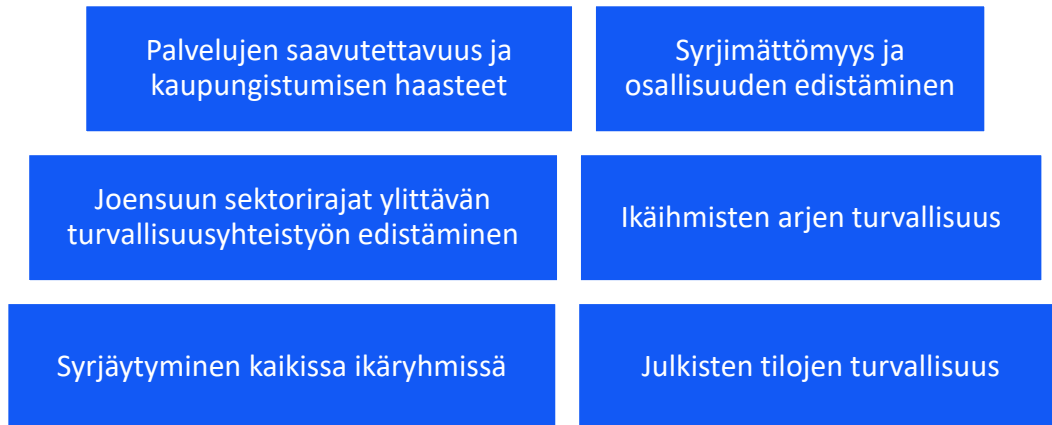 Palvelujen saavutettavuus ja
kaupungistumisen haasteet
Syrjimättömyys ja
osallisuuden edistäminen
Joensuun sektorirajat ylittävän
turvallisuusyhteistyön edistäminen
Ikäihmisten arjen turvallisuus
Syrjäytyminen kaikissa ikäryhmissä
Julkisten tilojen turvallisuus